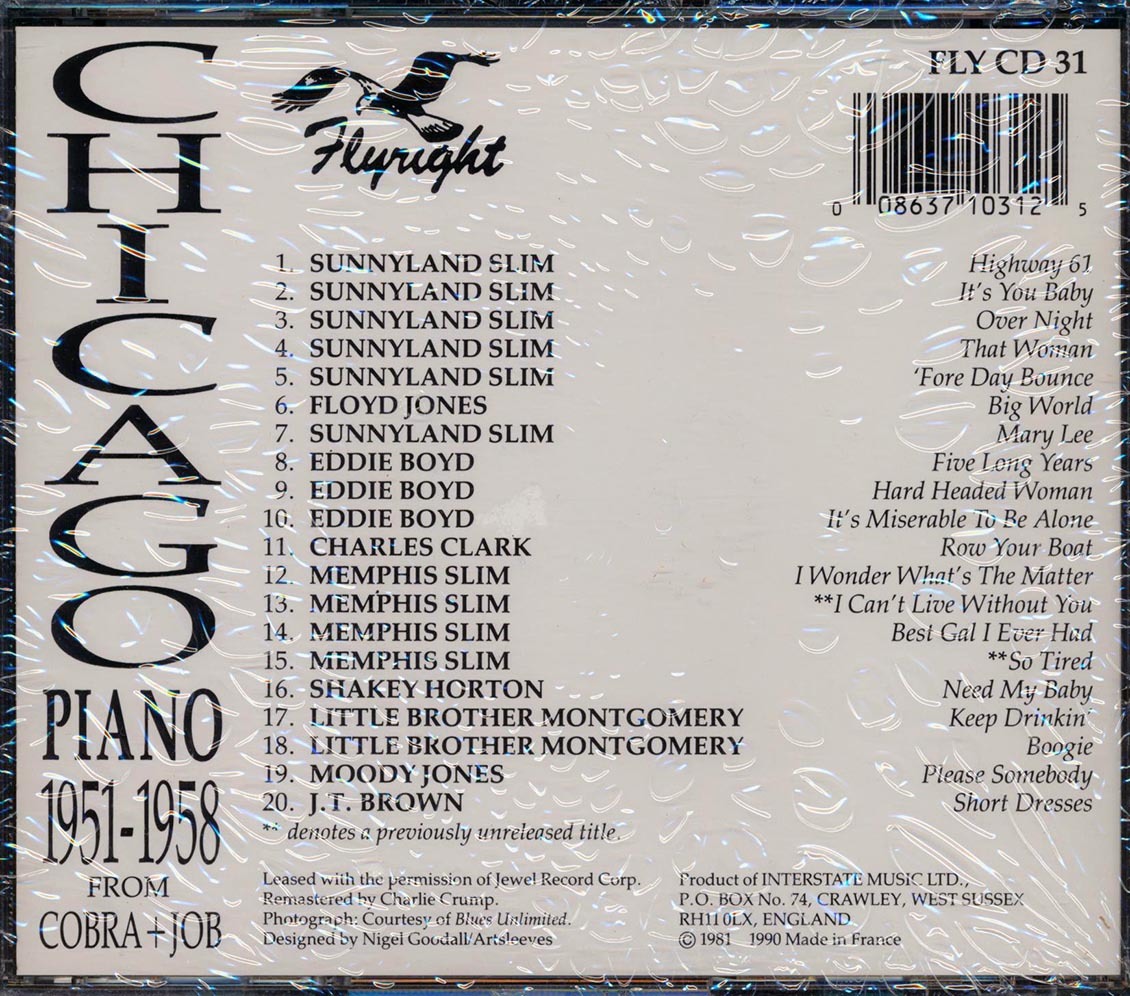 CHICAGO
PIANO
1951-1958
FROM
COBRA+JOB
Flyright
FLY CD 31
0 08637 10312 5
1. SUNNYLAND SLIM Highway 61
2. SUNNYLAND SLIM It's You Baby
3. SUNNYLAND SLIM Over Night
4. SUNNYLAND SLIM That Woman
5. SUNNYLAND SLIM 'Fore Day Bounce
6. FLOYD JONES Big World
7. SUNNYLAND SLIM Mary Lee
8. EDDIE BOYD Five Long Years
9. EDDIE BOYD Hard Headed Woman
10. EDDIE BOYD It's Miserable To Be Alone
11. CHARLES CLARK Row Your Boat
12. MEMPHIS SLIM I Wonder What's The Matter
13. MEMPHIS SLIM **I Can't Live Without You
14. MEMPHIS SLIM Best Gal I Ever Had
15. MEMPHIS SLIM **So Tired
16. SHAKEY HORTON Need My Baby
17. LITTLE BROTHER MONTGOMERY Keep Drinkin'
18. LITTLE BROTHER MONTGOMERY Boogie
19. MOODY JONES Please Somebody
20. J.T. BROWN Short Dresses
** denotes a previously unreleased title.
Leased with the permission of Jewel Record Corp.
Remastered by Charlie Crump.
Photograph: Courtesy of Blues Unlimited.
Designed by Nigel Goodall/Artsleeves
Product of INTERSTATE MUSIC LTD.,
P.O. BOX No. 74, CRAWLEY, WEST SUSSEX
RH11 0LX, ENGLAND
© 1981 1990 Made in France